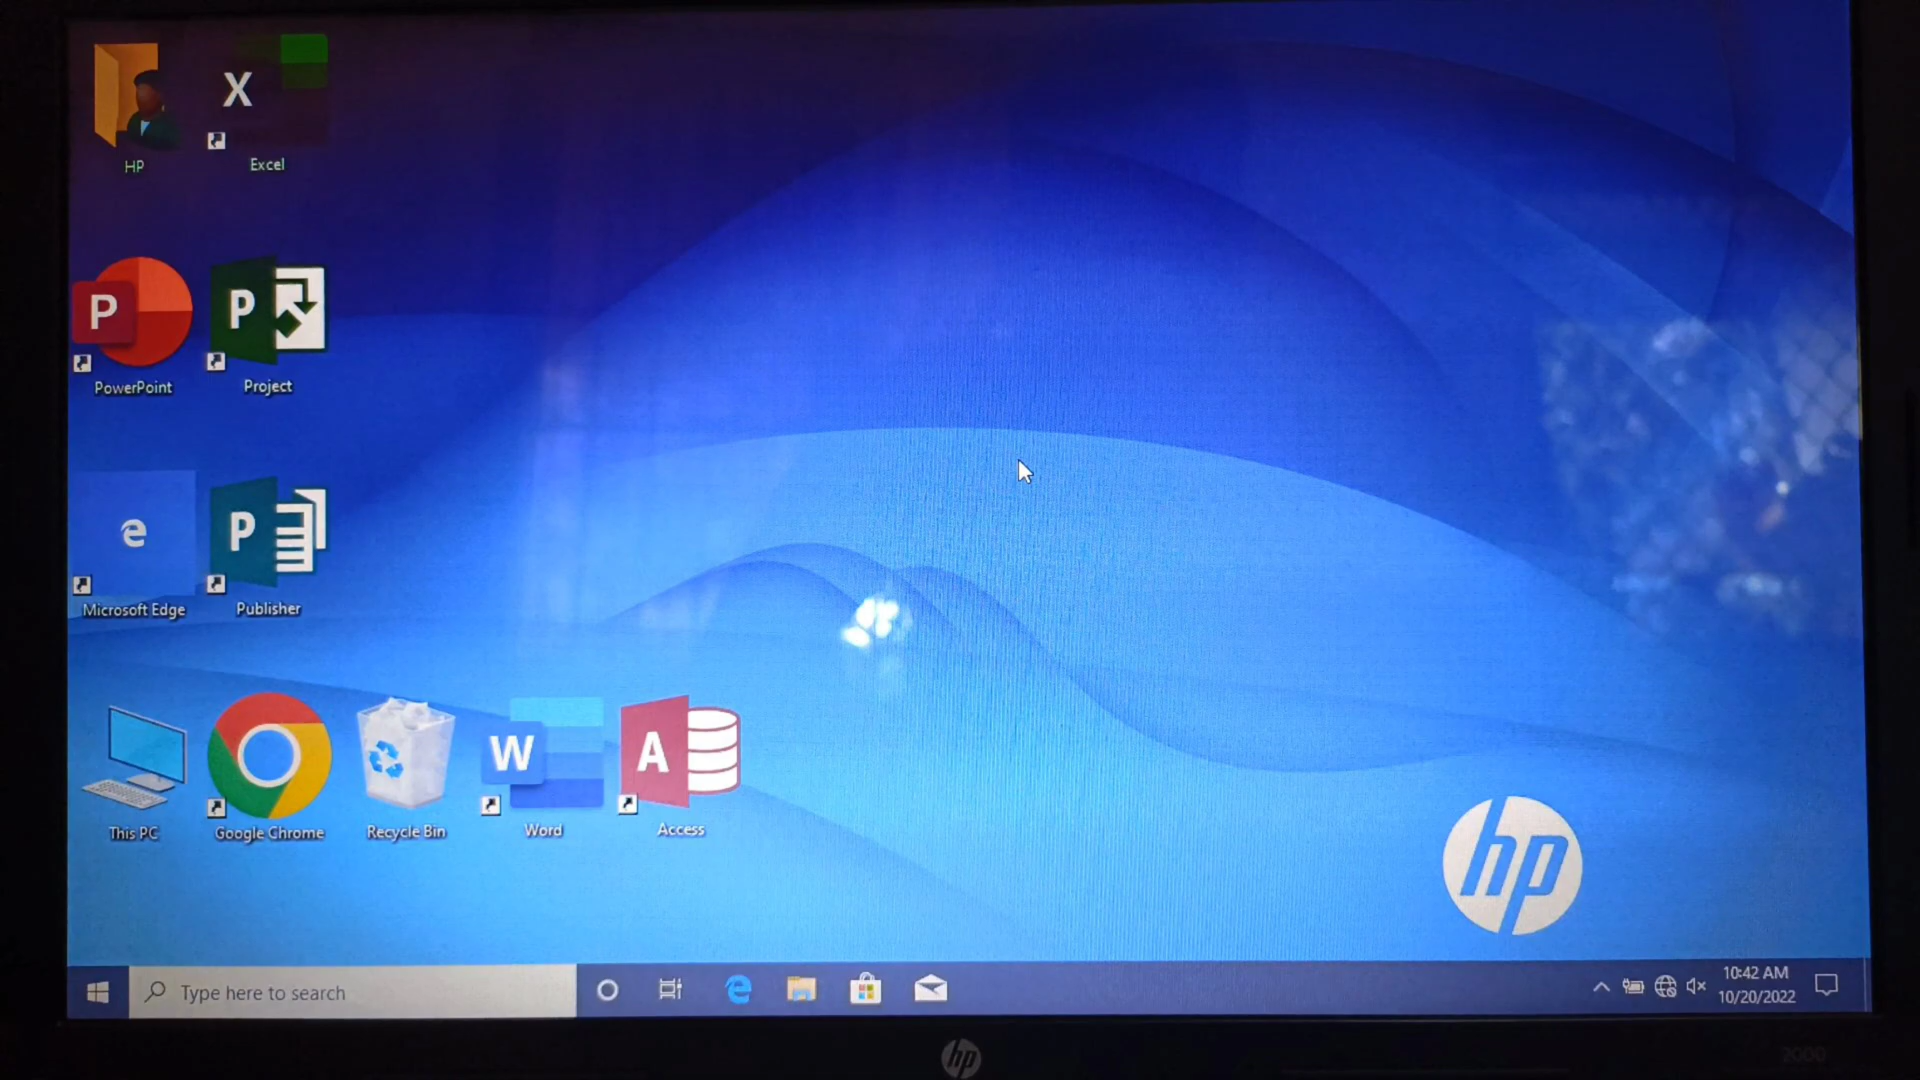 X
HP
Excel
P
P
PowerPoint
Project
e
P
Microsoft Edge
Publisher
W
A
This PC
Google Chrome
Recycle Bin
Word
Access
hp
Type here to search
10:42 AM
10/20/2022
hp
2000